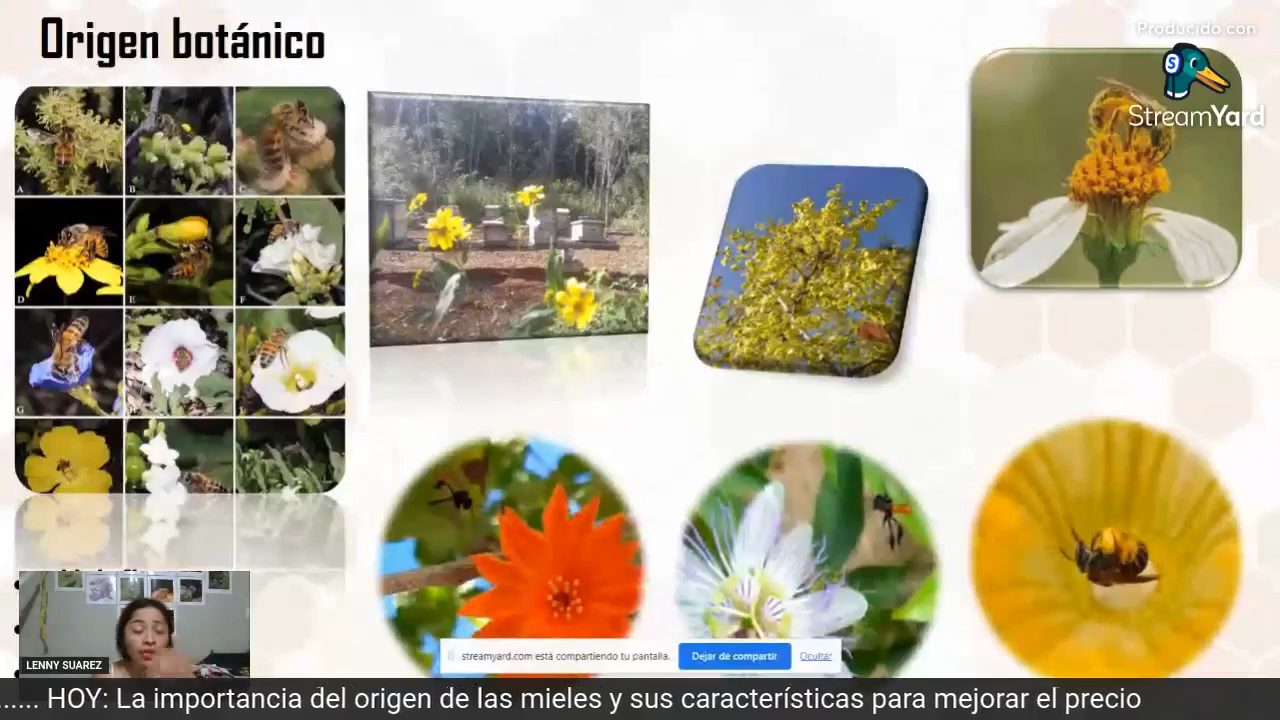 Origen botánico
Producido con
S
StreamYard
A
B
C
D
E
F
G
streamyard.com está compartiendo tu pantalla.
Dejar de compartir
Ocultar
LENNY SUAREZ
...... HOY: La importancia del origen de las mieles y sus características para mejorar el precio